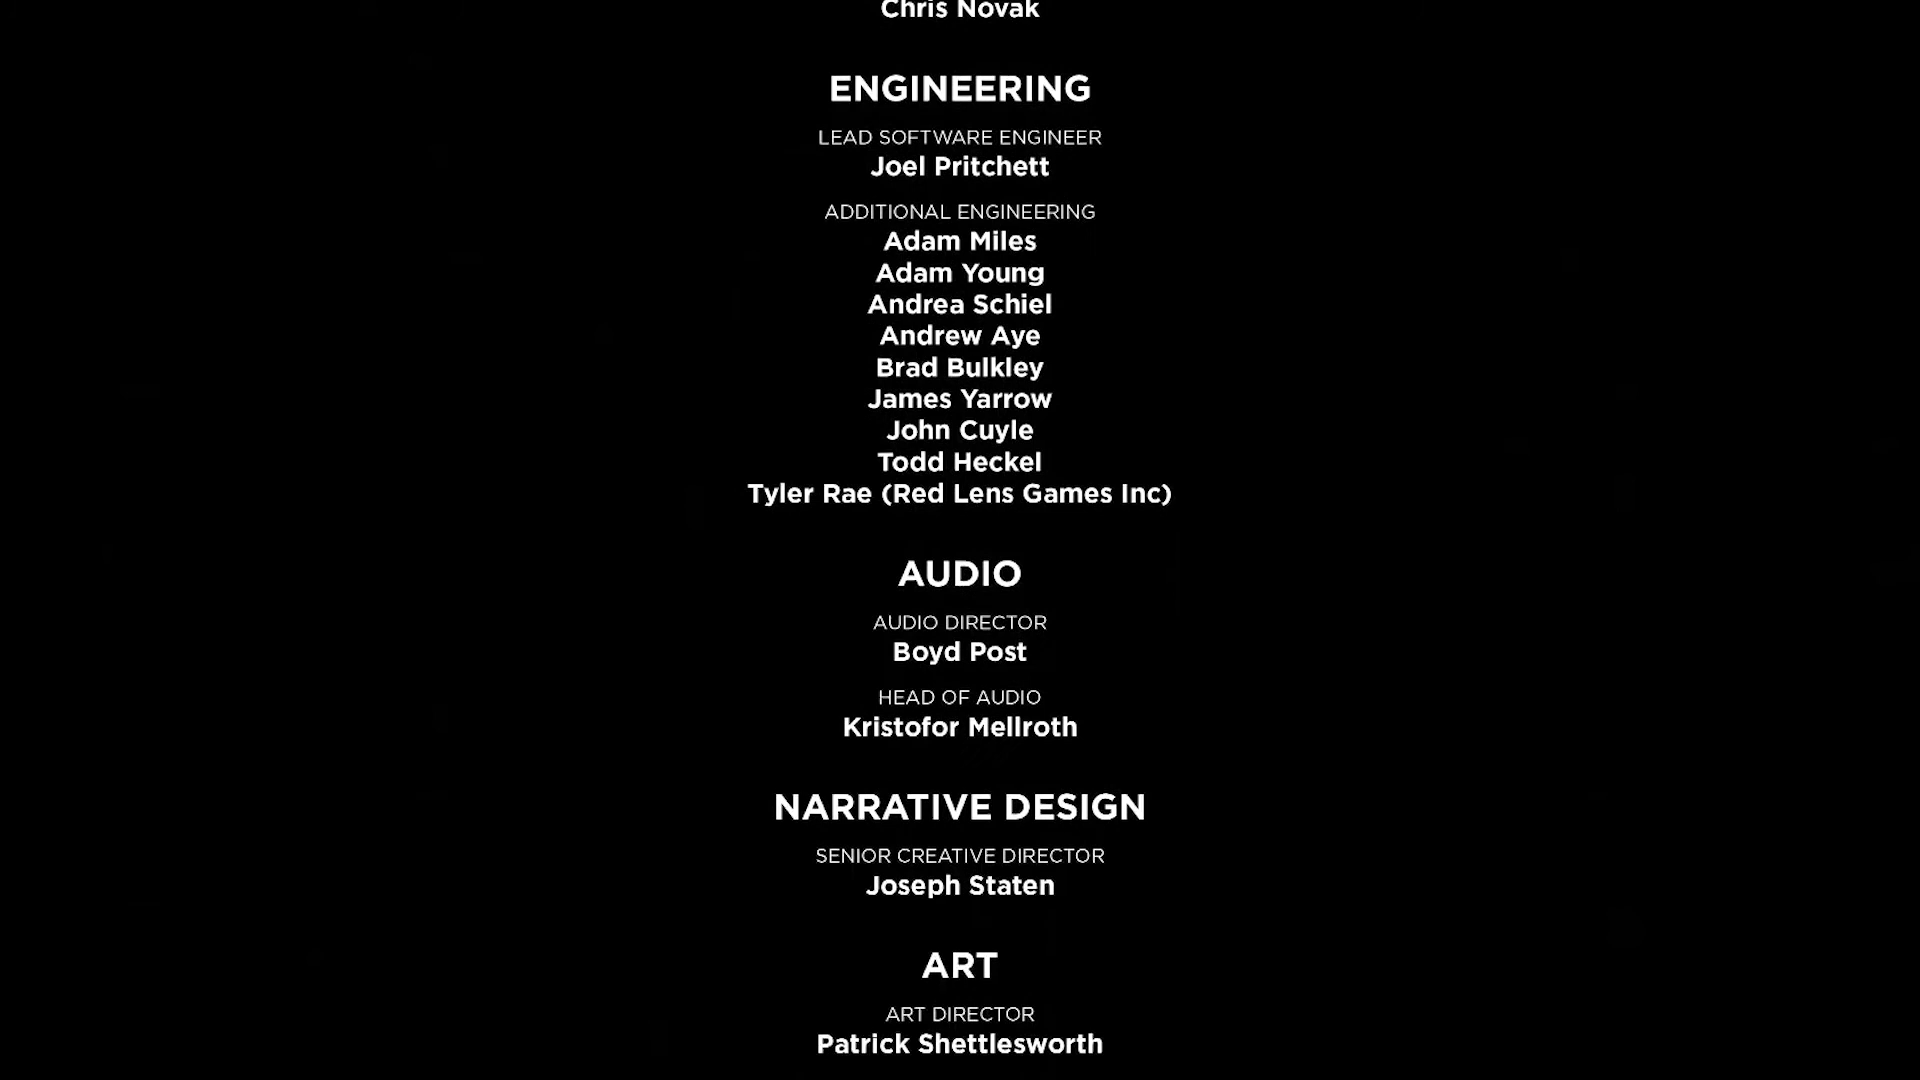 Chris Novak
ENGINEERING
LEAD SOFTWARE ENGINEER
Joel Pritchett
ADDITIONAL ENGINEERING
Adam Miles
Adam Young
Andrea Schiel
Andrew Aye
Brad Bulkley
James Yarrow
John Cuyle
Todd Heckel
Tyler Rae (Red Lens Games Inc)
AUDIO
AUDIO DIRECTOR
Boyd Post
HEAD OF AUDIO
Kristofor Mellroth
NARRATIVE DESIGN
SENIOR CREATIVE DIRECTOR
Joseph Staten
ART
ART DIRECTOR
Patrick Shettlesworth